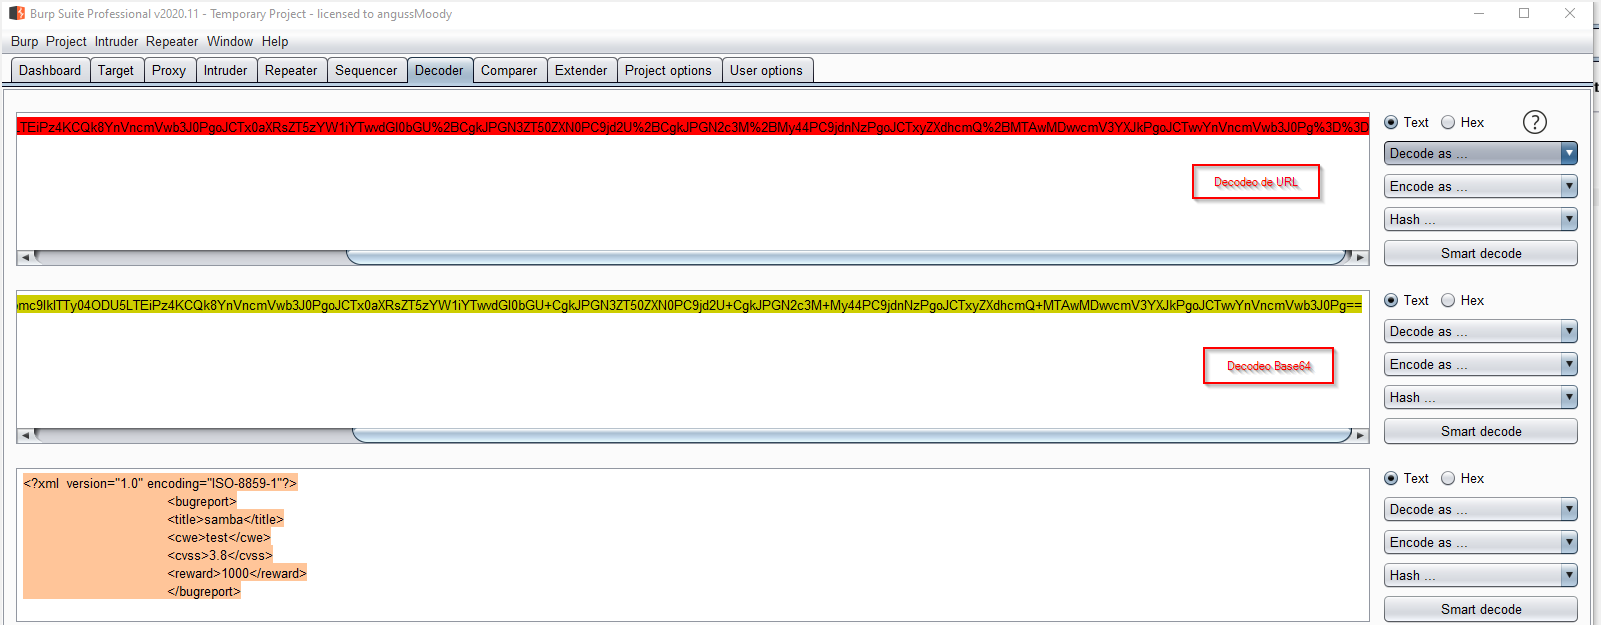 Burp Suite Professional v2020.11 - Temporary Project - licensed to angussMoody
Burp Project Intruder Repeater Window Help
Dashboard Target Proxy Intruder Repeater Sequencer Decoder Comparer Extender Project options User options
LTEiPz4KCQk8YnVncmVwb3J0PgoJCTx0aXRsZT5zYW1iYTwvdGl0bGU%2BCgkJPGN3ZT50ZXN0PC9jd2U%2BCgkJPGN2c3M%2BMy44PC9jdnNzPgoJCTxyZXdhcmQ%2BMTAwMDwvcmV3YXJkPgoJCTwvYnVncmVwb3J0Pg%3D%3D
Decodeo de URL
Text Hex ?
Decode as ...
Encode as ...
Hash ...
Smart decode
omc9IklTTy04ODU5LTEiPz4KCQk8YnVncmVwb3J0PgoJCTx0aXRsZT5zYW1iYTwvdGl0bGU+CgkJPGN3ZT50ZXN0PC9jd2U+CgkJPGN2c3M+My44PC9jdnNzPgoJCTxyZXdhcmQ+MTAwMDwvcmV3YXJkPgoJCTwvYnVncmVwb3J0Pg==
Decodeo Base64
Text Hex
Decode as ...
Encode as ...
Hash ...
Smart decode
<?xml version="1.0" encoding="ISO-8859-1"?>
<bugreport>
<title>samba</title>
<cwe>test</cwe>
<cvss>3.8</cvss>
<reward>1000</reward>
</bugreport>
Text Hex
Decode as ...
Encode as ...
Hash ...
Smart decode